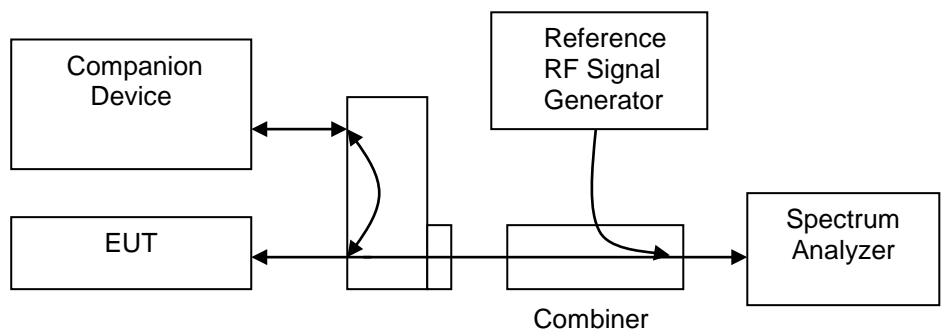 Companion
Device
Reference
RF Signal
Generator
EUT
Spectrum
Analyzer
Combiner